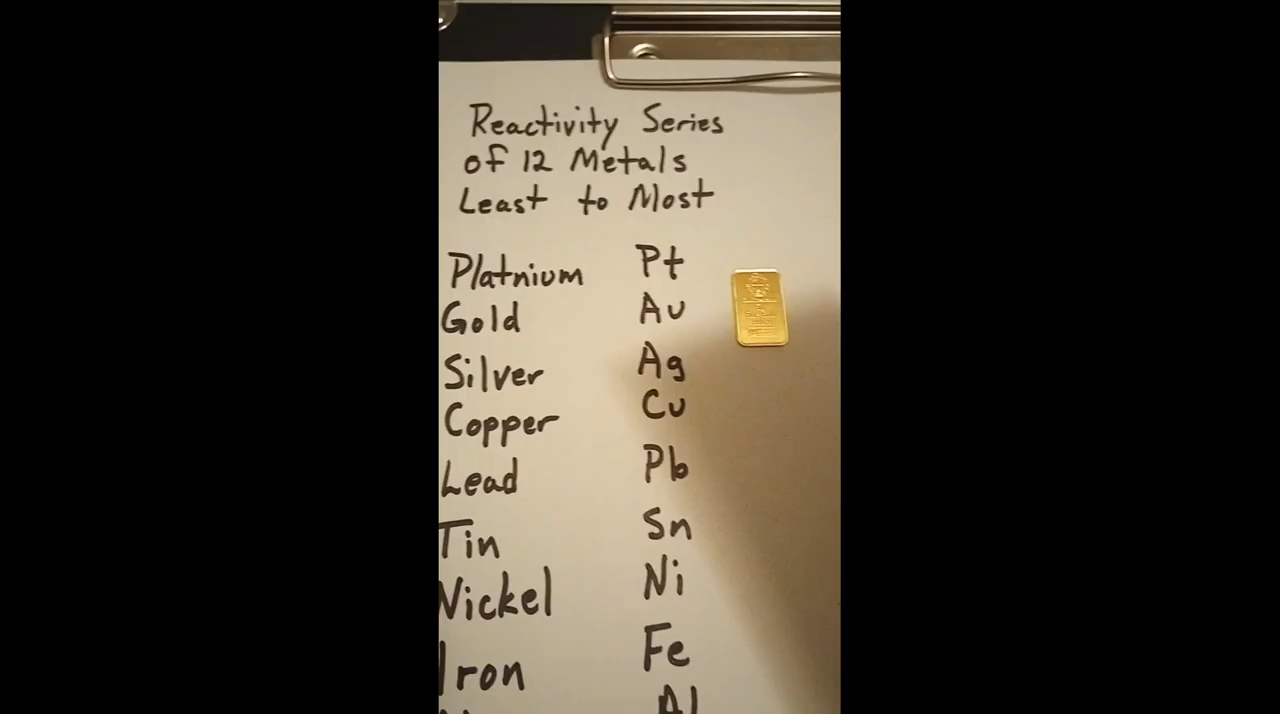 Reactivity Series
of 12 Metals
Least to Most
Platnium Pt
Gold Au
Silver Ag
Copper Cu
Lead Pb
Tin Sn
Nickel Ni
Iron Fe
Al